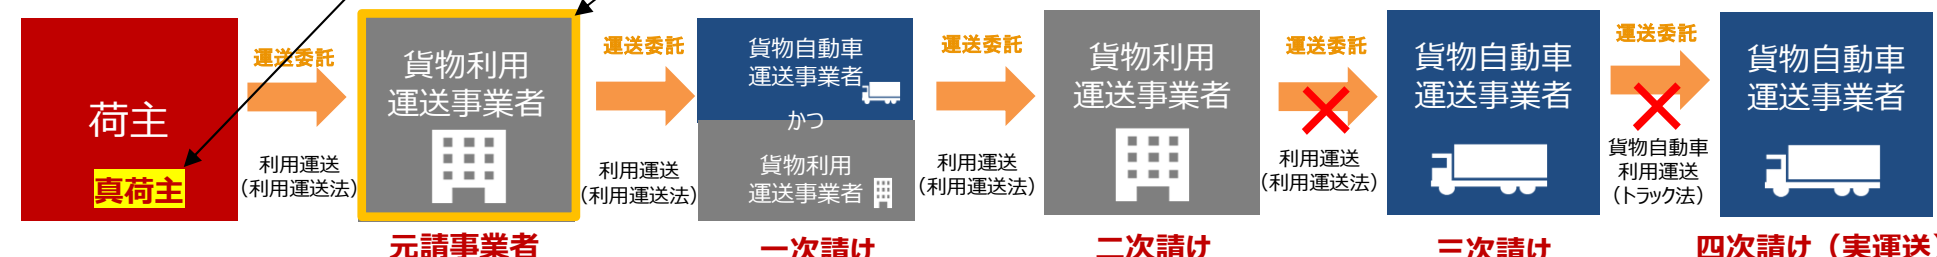 荷主
真荷主
運送委託
利用運送
（利用運送法）
貨物利用
運送事業者
元請事業者
運送委託
利用運送
（利用運送法）
貨物自動車
運送事業者
かつ
貨物利用
運送事業者
一次請け
運送委託
利用運送
（利用運送法）
貨物利用
運送事業者
二次請け
運送委託
利用運送
（利用運送法）
貨物自動車
運送事業者
三次請け
運送委託
貨物自動車
利用運送
（トラック法）
貨物自動車
運送事業者
四次請け（実運送）